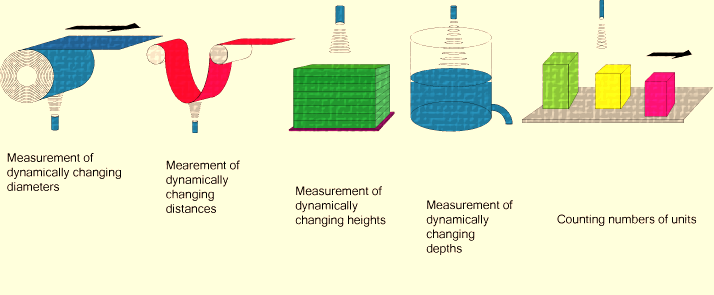 Measurement of
dynamically changing
diameters
Mearement of
dynamically
changing
distances
Measurement of
dynamically
changing heights
Measurement of
dynamically
changing
depths
Counting numbers of units